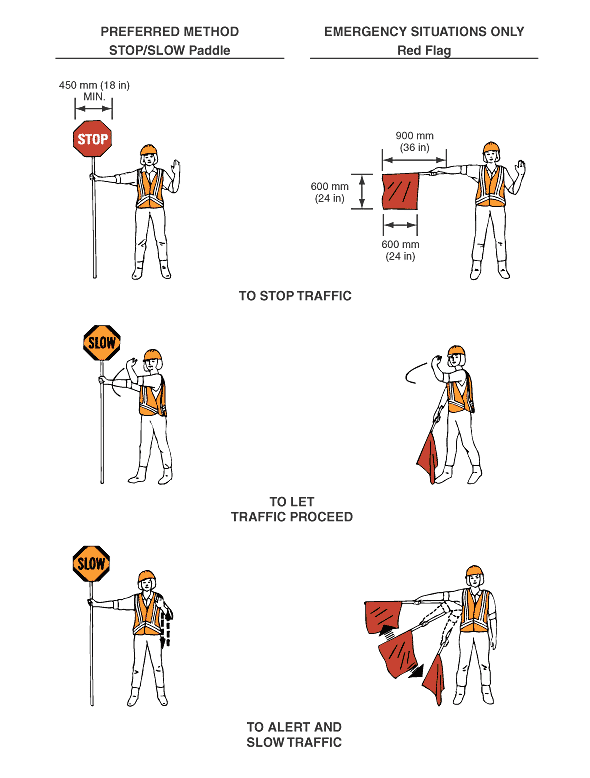 PREFERRED METHOD
STOP/SLOW Paddle
EMERGENCY SITUATIONS ONLY
Red Flag
450 mm (18 in)
MIN.
STOP
900 mm
(36 in)
600 mm
(24 in)
600 mm
(24 in)
TO STOP TRAFFIC
SLOW
TO LET
TRAFFIC PROCEED
SLOW
TO ALERT AND
SLOW TRAFFIC